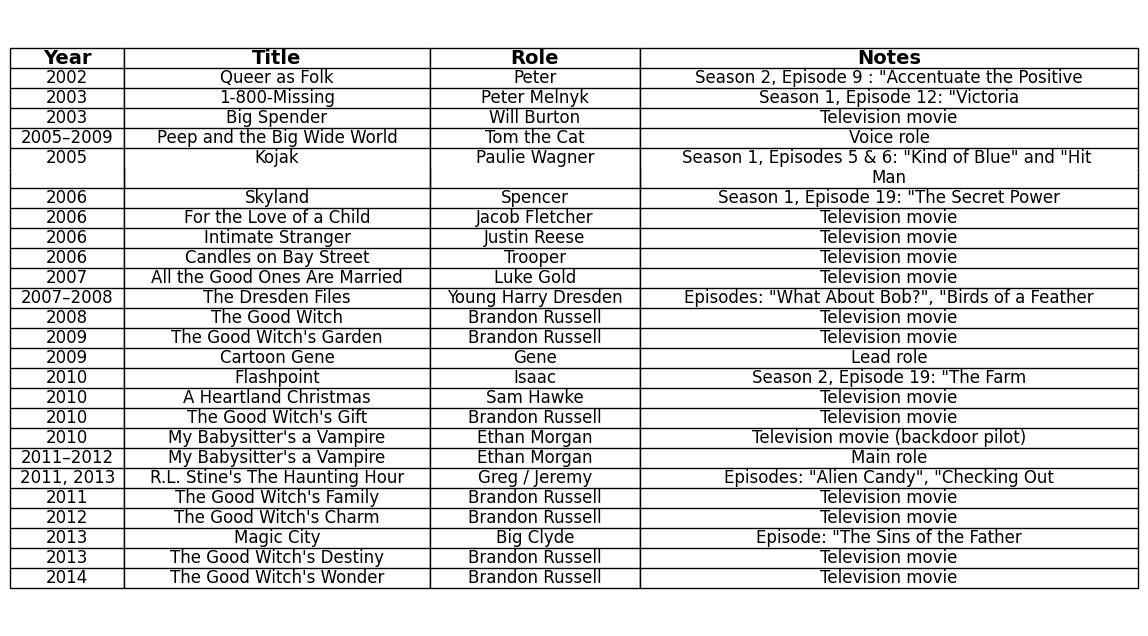 Year Title Role Notes
2002 Queer as Folk Peter Season 2, Episode 9 : "Accentuate the Positive
2003 1-800-Missing Peter Melnyk Season 1, Episode 12: "Victoria
2003 Big Spender Will Burton Television movie
2005–2009 Peep and the Big Wide World Tom the Cat Voice role
2005 Kojak Paulie Wagner Season 1, Episodes 5 & 6: "Kind of Blue" and "Hit
Man
2006 Skyland Spencer Season 1, Episode 19: "The Secret Power
2006 For the Love of a Child Jacob Fletcher Television movie
2006 Intimate Stranger Justin Reese Television movie
2006 Candles on Bay Street Trooper Television movie
2007 All the Good Ones Are Married Luke Gold Television movie
2007–2008 The Dresden Files Young Harry Dresden Episodes: "What About Bob?", "Birds of a Feather
2008 The Good Witch Brandon Russell Television movie
2009 The Good Witch's Garden Brandon Russell Television movie
2009 Cartoon Gene Gene Lead role
2010 Flashpoint Isaac Season 2, Episode 19: "The Farm
2010 A Heartland Christmas Sam Hawke Television movie
2010 The Good Witch's Gift Brandon Russell Television movie
2010 My Babysitter's a Vampire Ethan Morgan Television movie (backdoor pilot)
2011–2012 My Babysitter's a Vampire Ethan Morgan Main role
2011, 2013 R.L. Stine's The Haunting Hour Greg / Jeremy Episodes: "Alien Candy", "Checking Out
2011 The Good Witch's Family Brandon Russell Television movie
2012 The Good Witch's Charm Brandon Russell Television movie
2013 Magic City Big Clyde Episode: "The Sins of the Father
2013 The Good Witch's Destiny Brandon Russell Television movie
2014 The Good Witch's Wonder Brandon Russell Television movie